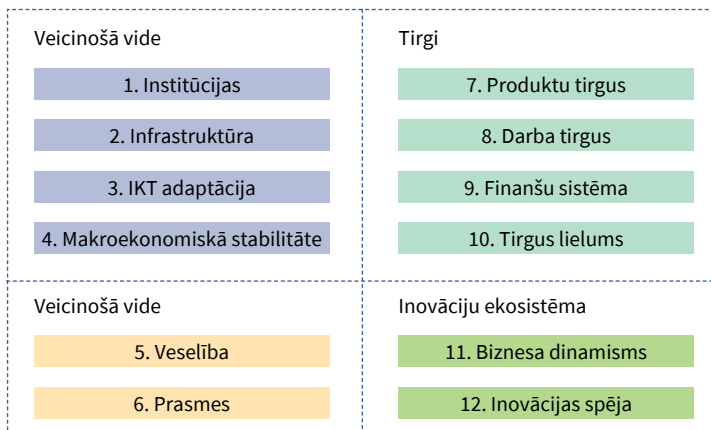 Veicinošā vide
1. Institūcijas
2. Infrastruktūra
3. IKT adaptācija
4. Makroekonomiskā stabilitāte
Tirgi
7. Produktu tirgus
8. Darba tirgus
9. Finanšu sistēma
10. Tirgus lielums
Veicinošā vide
5. Veselība
6. Prasmes
Inovāciju ekosistēma
11. Biznesa dinamisms
12. Inovācijas spēja